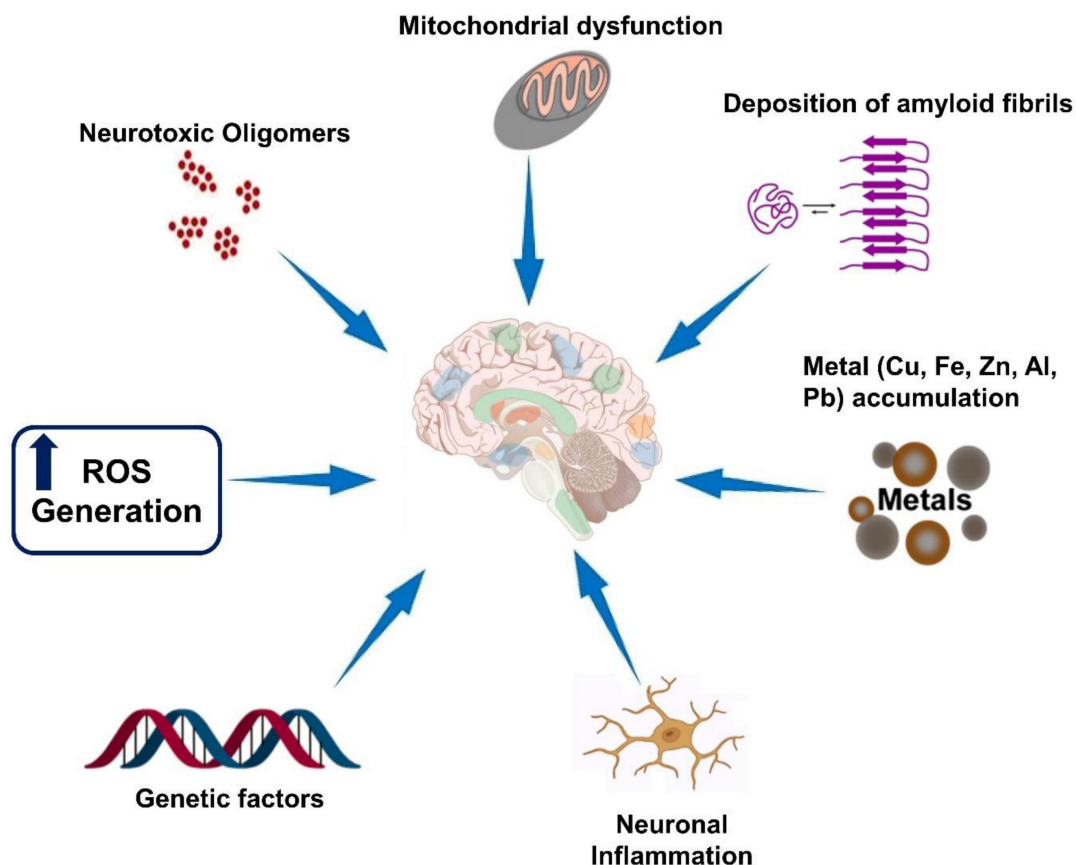 Mitochondrial dysfunction
Deposition of amyloid fibrils
Neurotoxic Oligomers
Metal (Cu, Fe, Zn, Al,
Pb) accumulation
ROS
Generation
Metals
Genetic factors
Neuronal
Inflammation